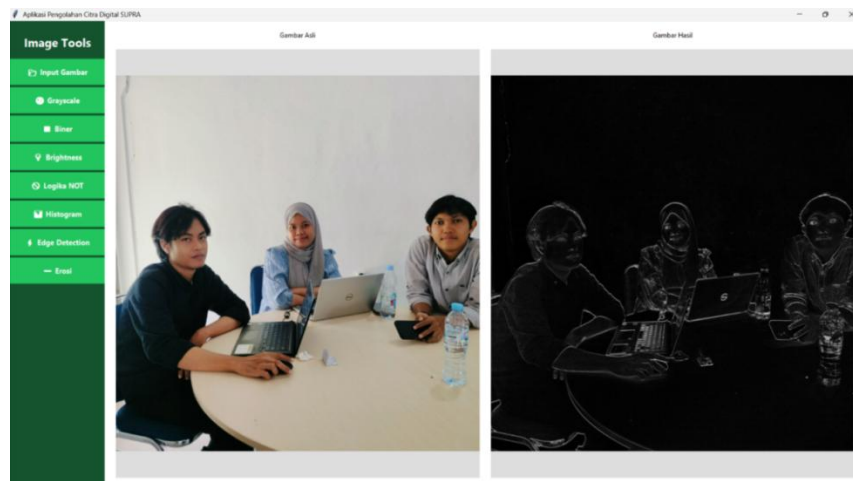 Aplikasi Pengolahan Citra Digital SUPRA
Image Tools
Input Gambar
Grayscale
Biner
Brightness
Logika NOT
Histogram
Edge Detection
Erosi
Gambar Asli
Gambar Hasil
DELL